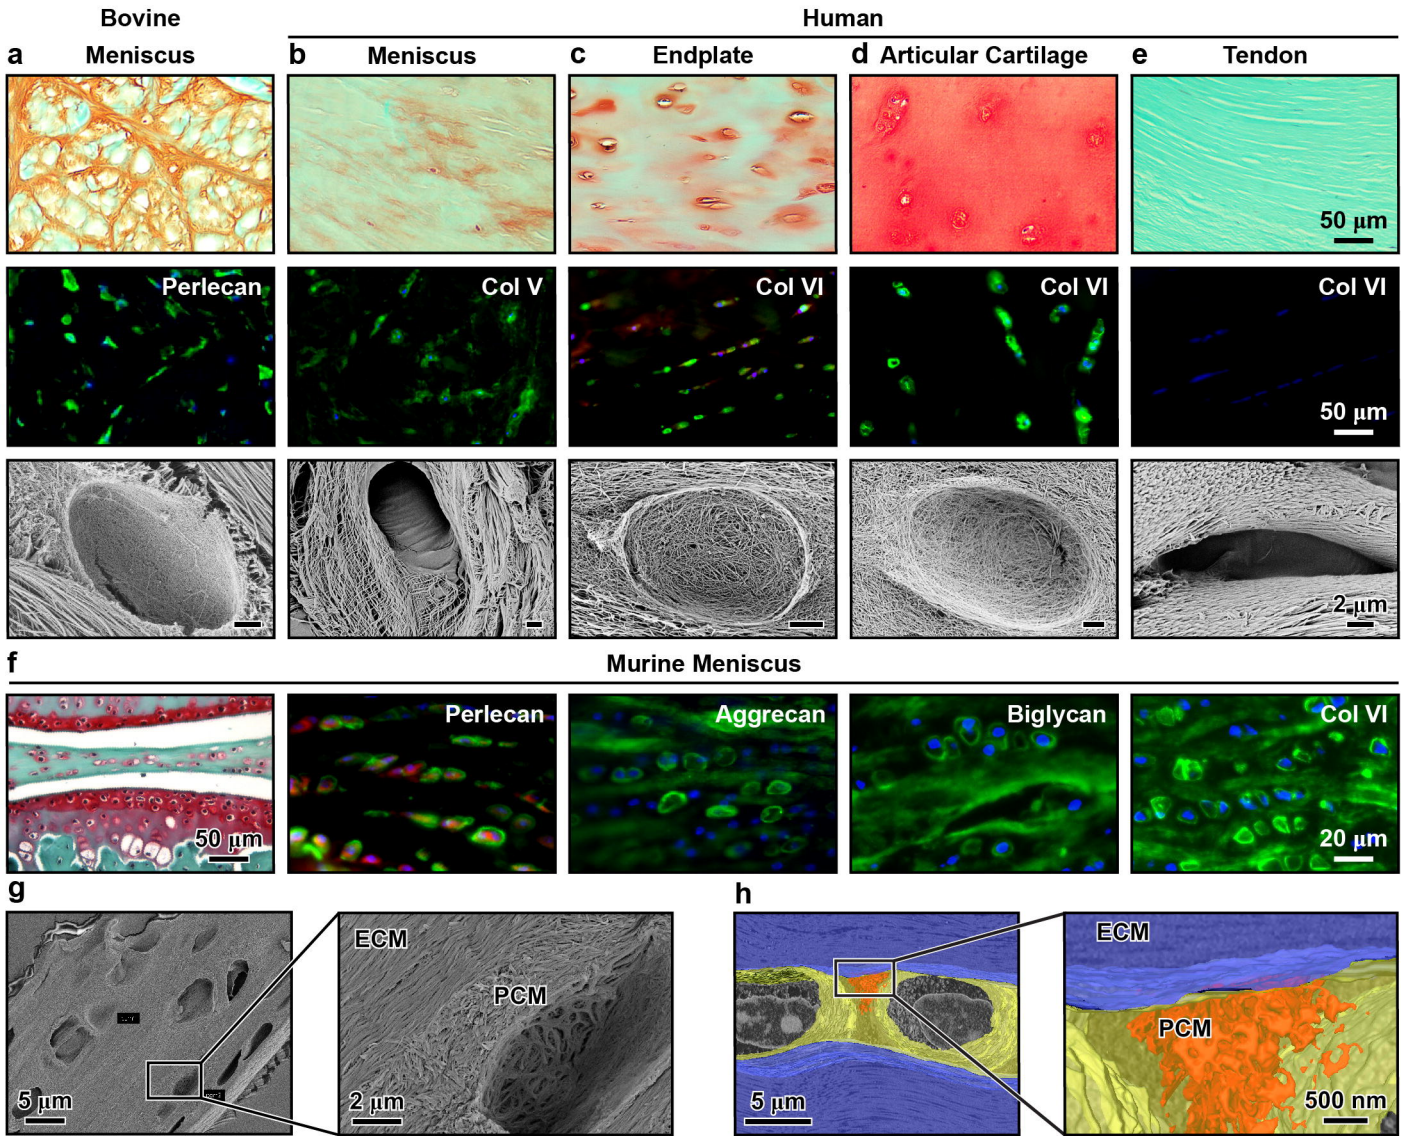 Bovine
Human
a
Meniscus
b
Meniscus
c
Endplate
d
Articular Cartilage
e
Tendon
50 µm
Perlecan
Col V
Col VI
Col VI
Col VI
50 µm
2 µm
f
Murine Meniscus
50 µm
Perlecan
Aggrecan
Biglycan
Col VI
20 µm
g
5 µm
ECM
PCM
2 µm
h
5 µm
ECM
PCM
500 nm